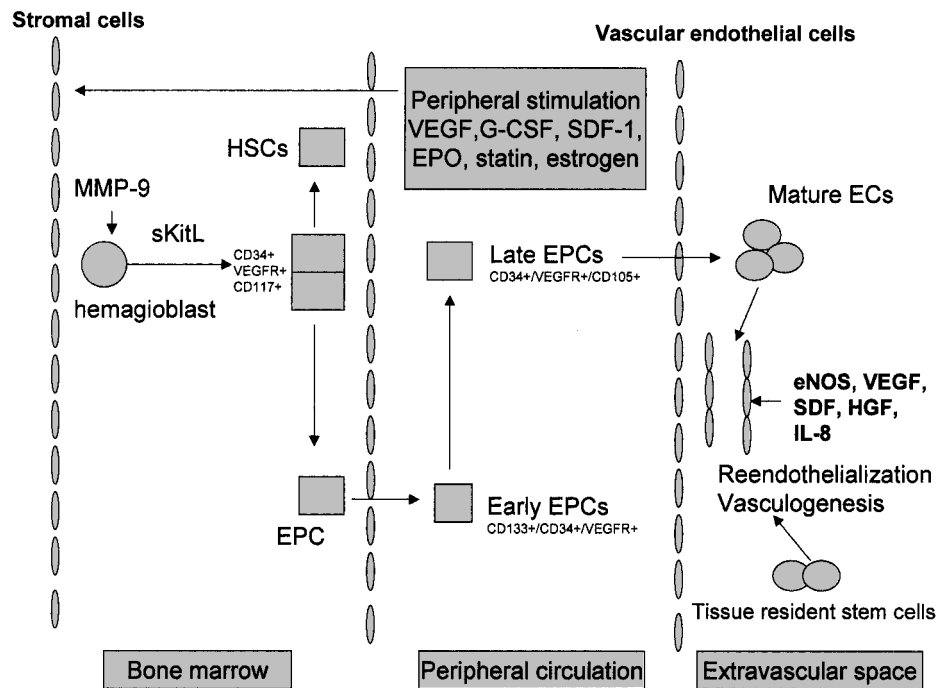 Stromal cells
Vascular endothelial cells
Peripheral stimulation
VEGF,G-CSF, SDF-1,
EPO, statin, estrogen
HSCs
MMP-9
sKitL
hemagioblast
CD34+
VEGFR+
CD117+
Late EPCs
CD34+/VEGFR+/CD105+
Mature ECs
eNOS, VEGF,
SDF, HGF,
IL-8
Reendothelialization
Vasculogenesis
EPC
Early EPCs
CD133+/CD34+/VEGFR+
Tissue resident stem cells
Bone marrow
Peripheral circulation
Extravascular space